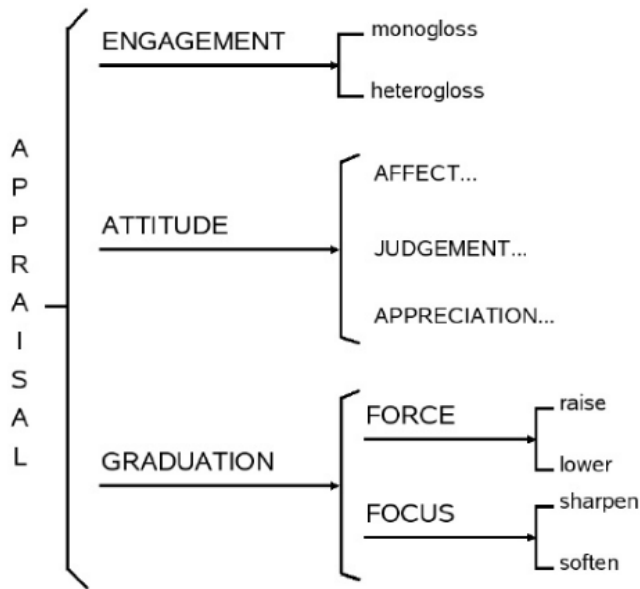 APPRAISAL
ENGAGEMENT
monogloss
heterogloss
ATTITUDE
AFFECT...
JUDGEMENT...
APPRECIATION...
GRADUATION
FORCE
raise
lower
FOCUS
sharpen
soften